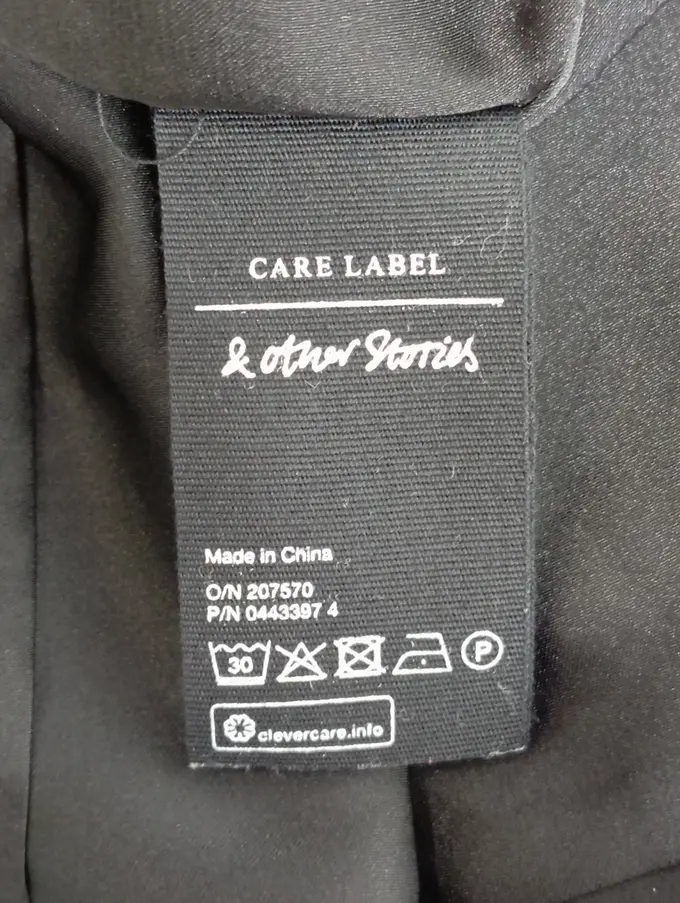 CARE LABEL
& other Stories
Made in China
O/N 207570
P/N 0443397 4
30 P
clevercare.info